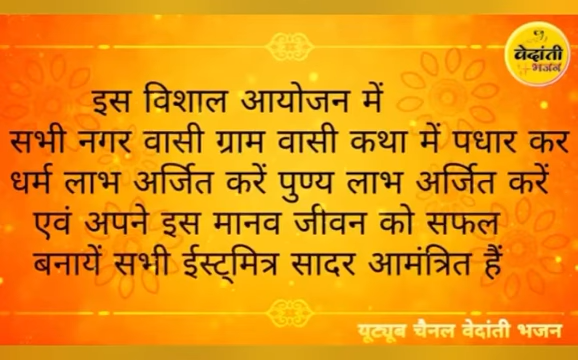 वेदांती
भजन
इस विशाल आयोजन में
सभी नगर वासी ग्राम वासी कथा में पधार कर
धर्म लाभ अर्जित करें पुण्य लाभ अर्जित करें
एवं अपने इस मानव जीवन को सफल
बनायें सभी ईस्ट्मित्र सादर आमंत्रित हैं
यूट्यूब चैनल वेदांती भजन